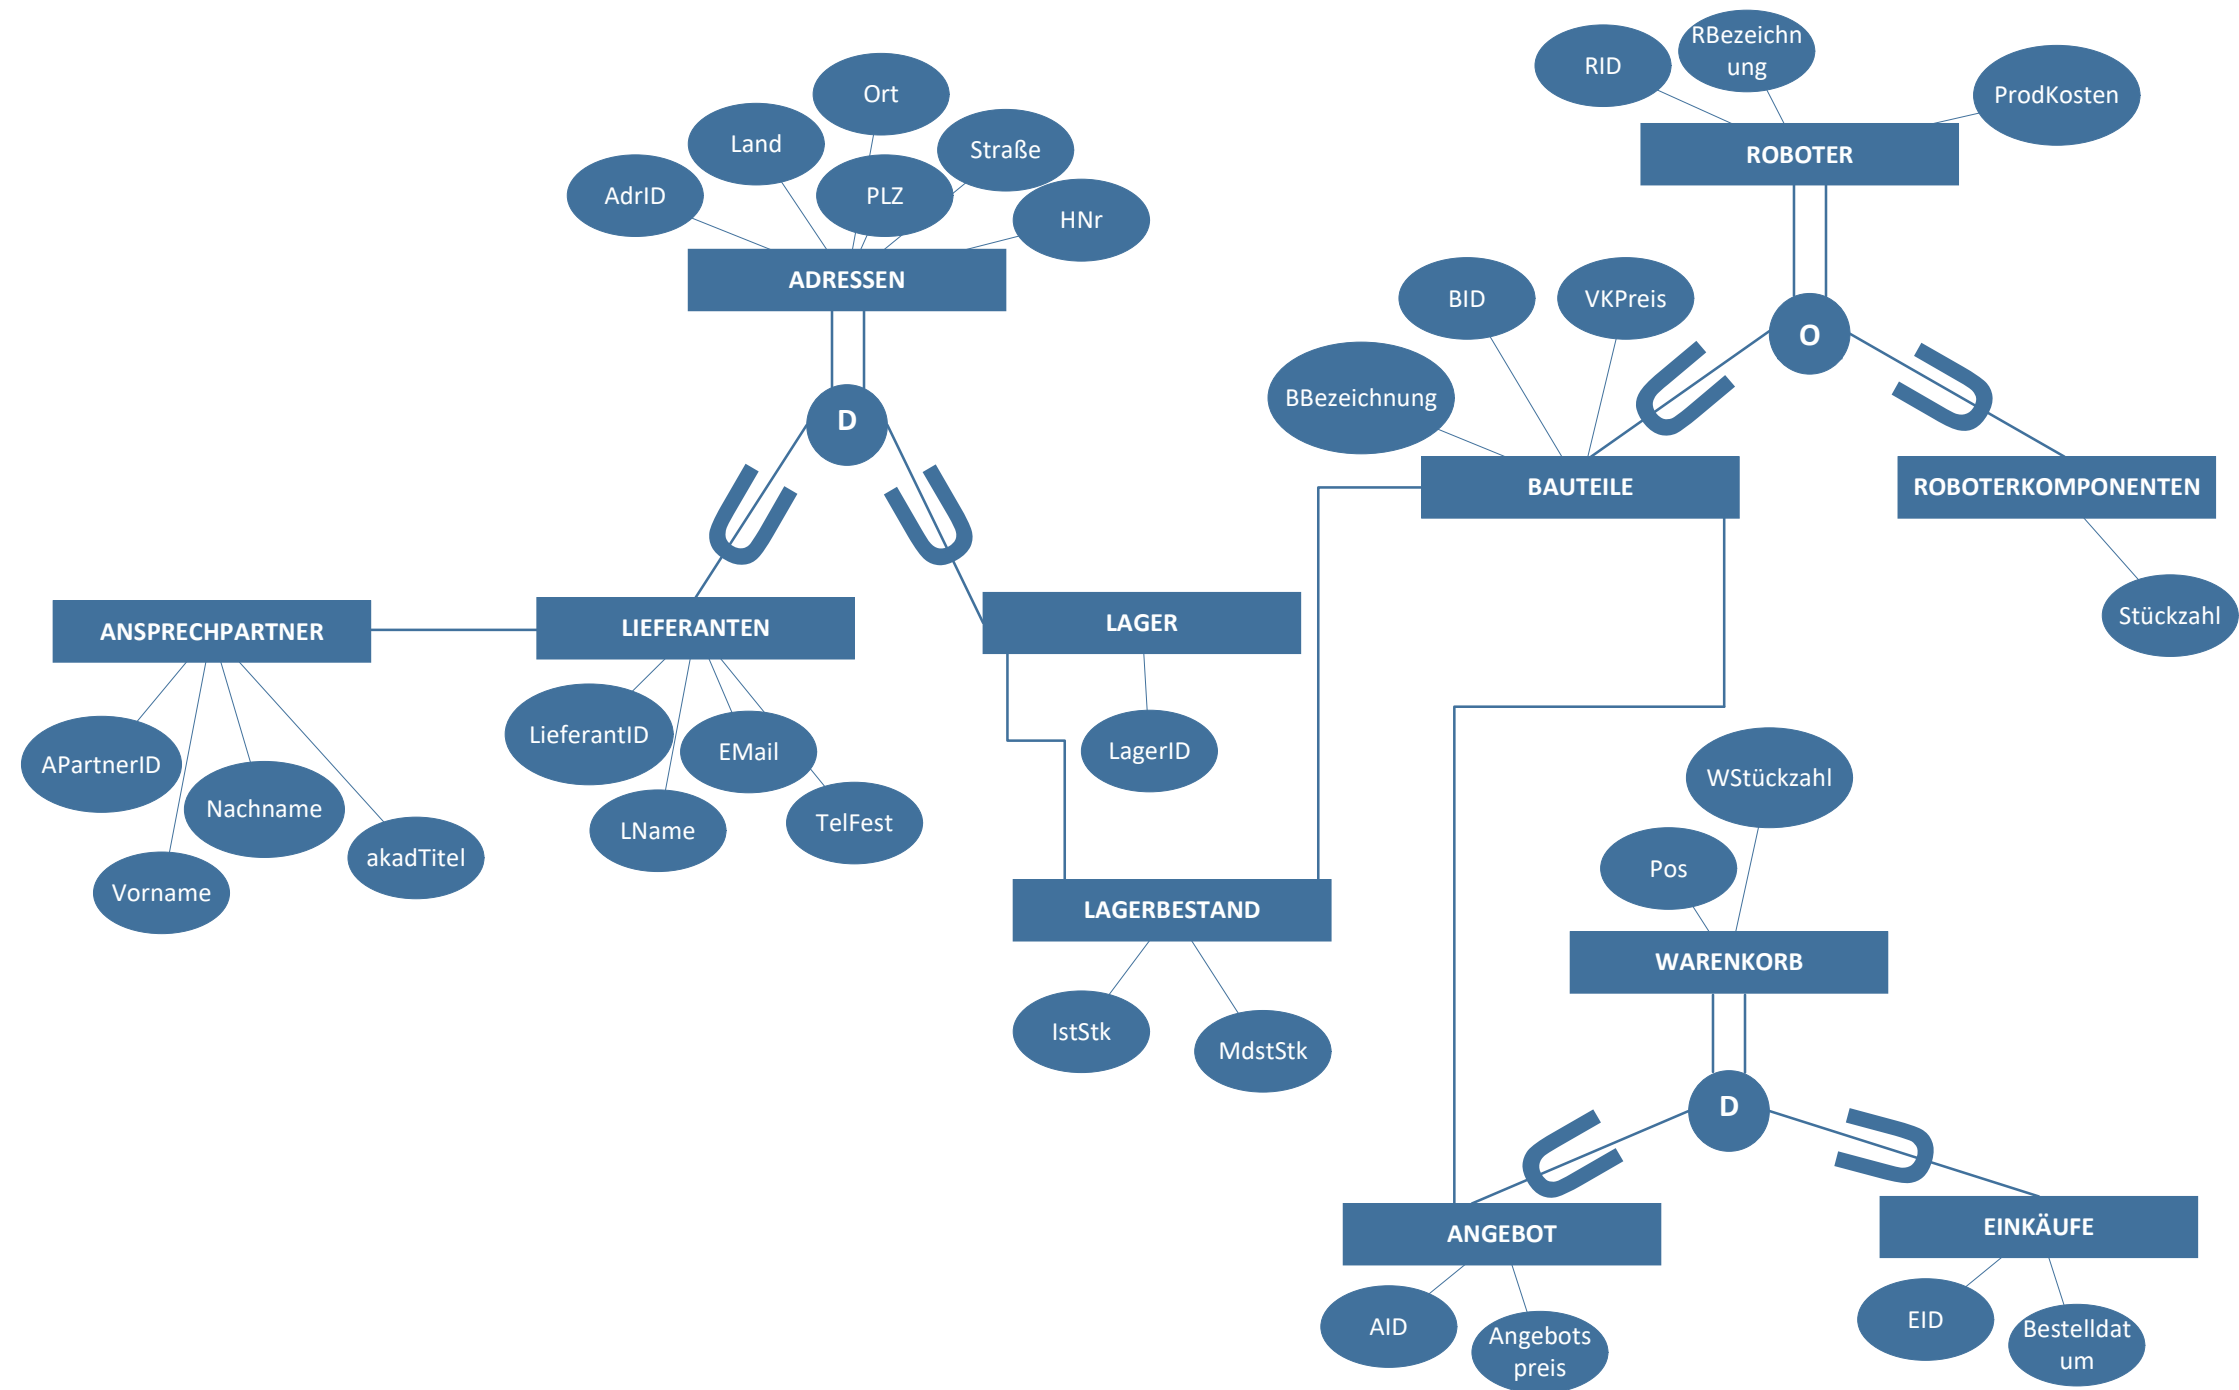 RBezeichn
ung
RID
ProdKosten
Ort
Land
Straße
ROBOTER
AdrID
PLZ
HNr
ADRESSEN
BID
VKPreis
O
BBezeichnung
D
BAUTEILE
ROBOTERKOMPONENTEN
Stückzahl
ANSPRECHPARTNER
LIEFERANTEN
LAGER
LieferantID
EMail
LagerID
APartnerID
WStückzahl
Nachname
LName
TelFest
akadTitel
Pos
Vorname
LAGERBESTAND
WARENKORB
IstStk
MdstStk
D
ANGEBOT
EINKÄUFE
AID
Angebots
preis
EID
Bestelldat
um